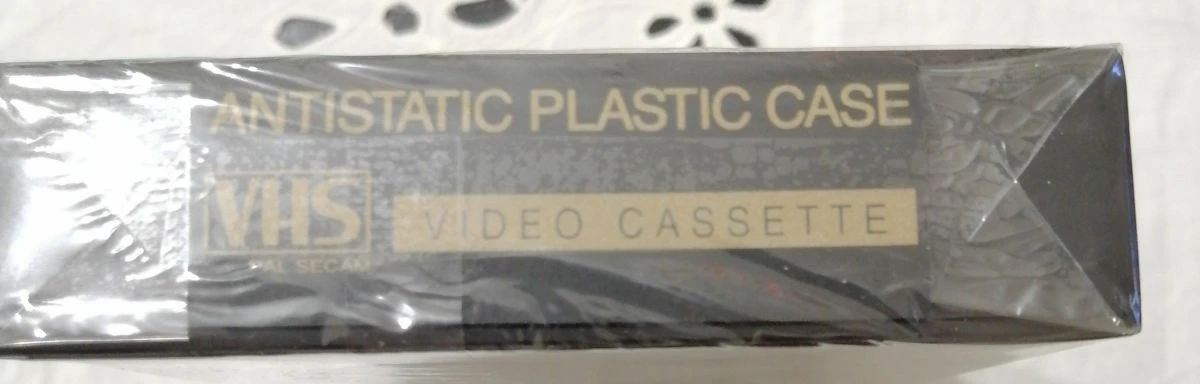 ANTISTATIC PLASTIC CASE
VHS
VIDEO CASSETTE
PAL SECAM